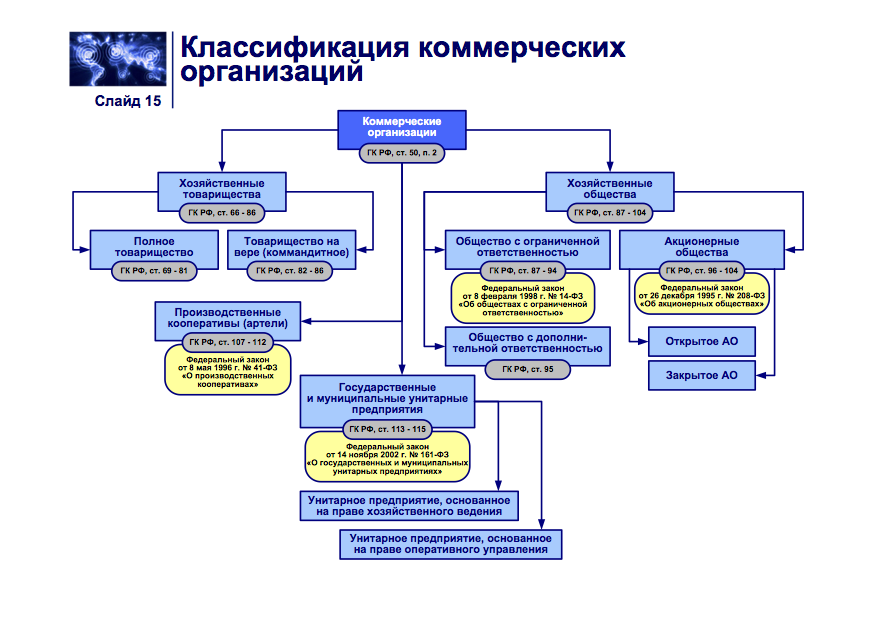 Классификация коммерческих
организаций
Слайд 15
Коммерческие
организации
ГК РФ, ст. 50, п. 2
Хозяйственные
товарищества
ГК РФ, ст. 66 - 86
Хозяйственные
общества
ГК РФ, ст. 87 - 104
Полное
товарищество
ГК РФ, ст. 69 - 81
Товарищество на
вере (коммандитное)
ГК РФ, ст. 82 - 86
Общество с ограниченной
ответственностью
ГК РФ, ст. 87 - 94
Федеральный закон
от 8 февраля 1998 г. № 14-ФЗ
«Об обществах с ограниченной
ответственностью»
Акционерные
общества
ГК РФ, ст. 96 - 104
Федеральный закон
от 26 декабря 1995 г. № 208-ФЗ
«Об акционерных обществах»
Производственные
кооперативы (артели)
ГК РФ, ст. 107 - 112
Федеральный закон
от 8 мая 1996 г. № 41-ФЗ
«О производственных
кооперативах»
Общество с дополни-
тельной ответственностью
ГК РФ, ст. 95
Открытое АО
Закрытое АО
Государственные
и муниципальные унитарные
предприятия
ГК РФ, ст. 113 - 115
Федеральный закон
от 14 ноября 2002 г. № 161-ФЗ
«О государственных и муниципальных
унитарных предприятиях»
Унитарное предприятие, основанное
на праве хозяйственного ведения
Унитарное предприятие, основанное
на праве оперативного управления